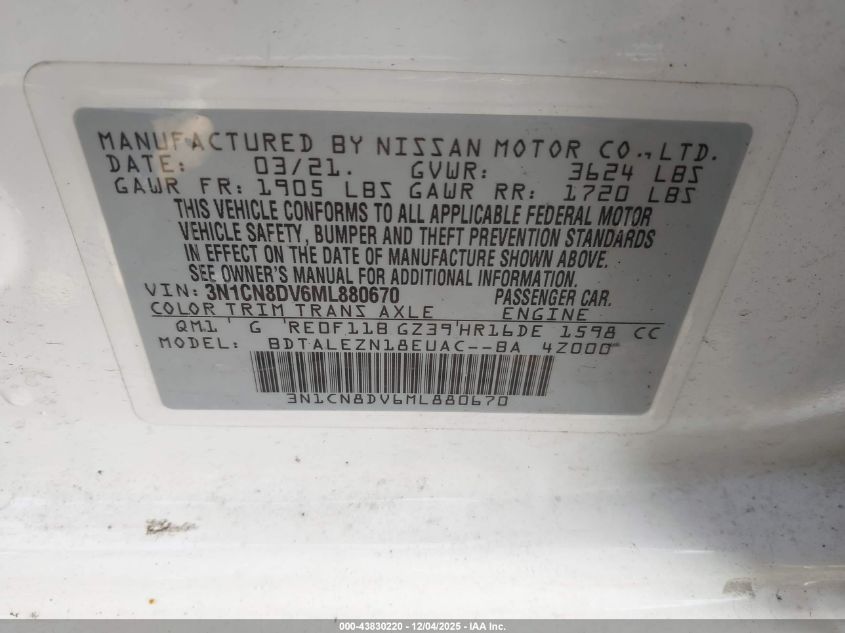 MANUFACTURED BY NISSAN MOTOR CO., LTD.
DATE: 03/21. GVWR: 3624 LBS
GAWR FR: 1905 LBS GAWR RR: 1720 LBS
THIS VEHICLE CONFORMS TO ALL APPLICABLE FEDERAL MOTOR
VEHICLE SAFETY, BUMPER AND THEFT PREVENTION STANDARDS
IN EFFECT ON THE DATE OF MANUFACTURE SHOWN ABOVE.
SEE OWNER'S MANUAL FOR ADDITIONAL INFORMATION.
VIN: 3N1CN8DV6ML880670 PASSENGER CAR.
COLOR TRIM TRANS AXLE ENGINE
QM1 G RE0F11B GZ39 HR16DE 1598 CC
MODEL: BDTALEZN18EUAC--BA 4Z000
3N1CN8DV6ML880670
000-43830220 - 12/04/2025 - IAA Inc.